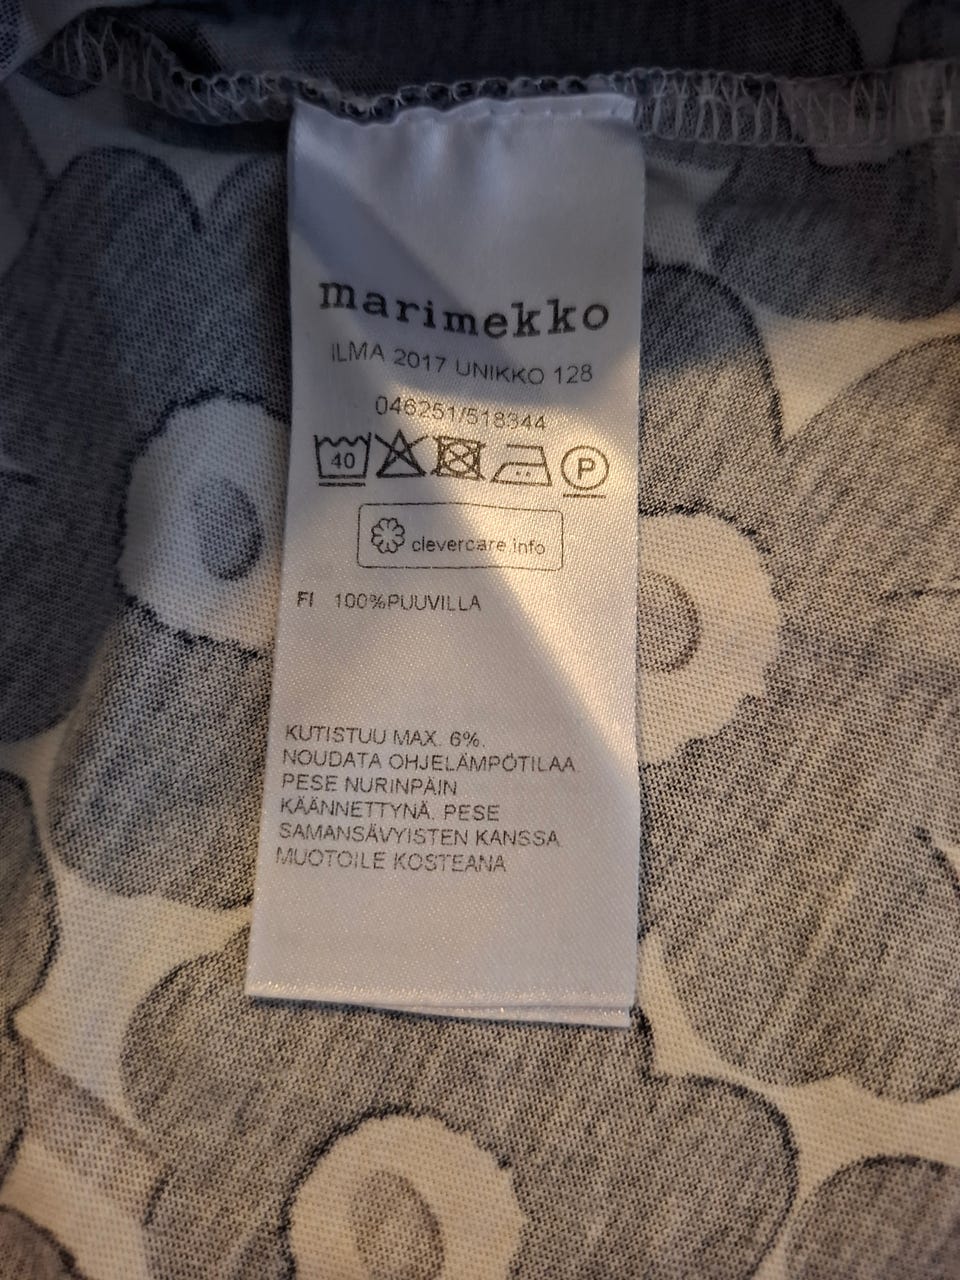 marimekko
ILMA 2017 UNIKKO 128
046251/518344
40 P
clevercare.info
FI 100%PUUVILLA
KUTISTUU MAX. 6%.
NOUDATA OHJELÄMPÖTILAA
PESE NURINPÄIN
KÄÄNNETTYNÄ. PESE
SAMANSÄVYISTEN KANSSA
MUOTOILE KOSTEANA